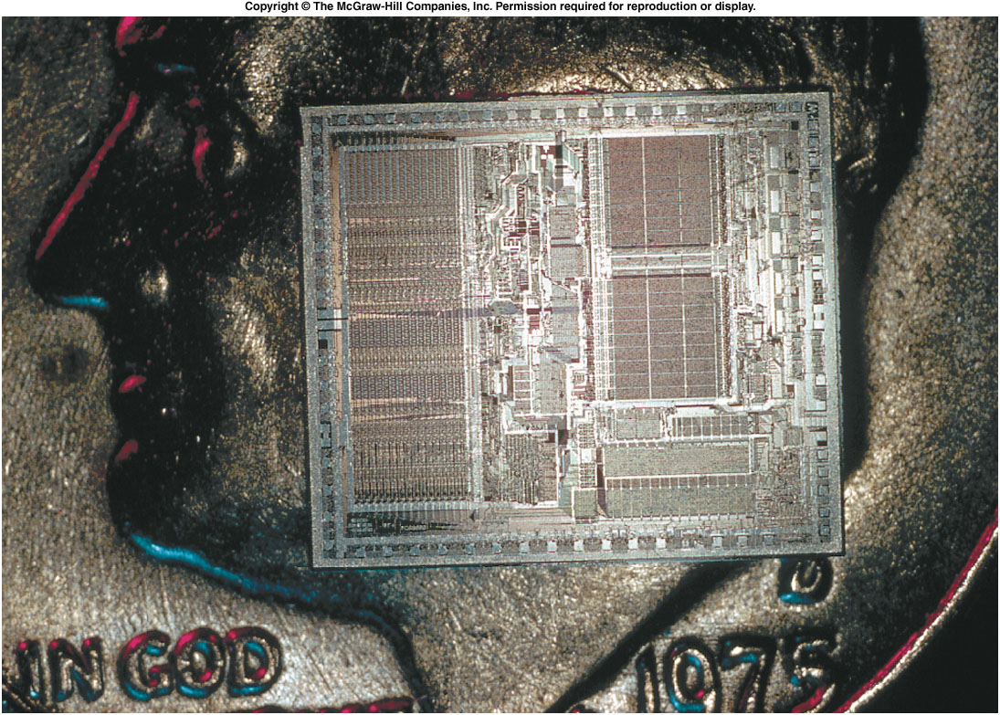 Copyright © The McGraw-Hill Companies, Inc. Permission required for reproduction or display.
D
IN GOD
1975